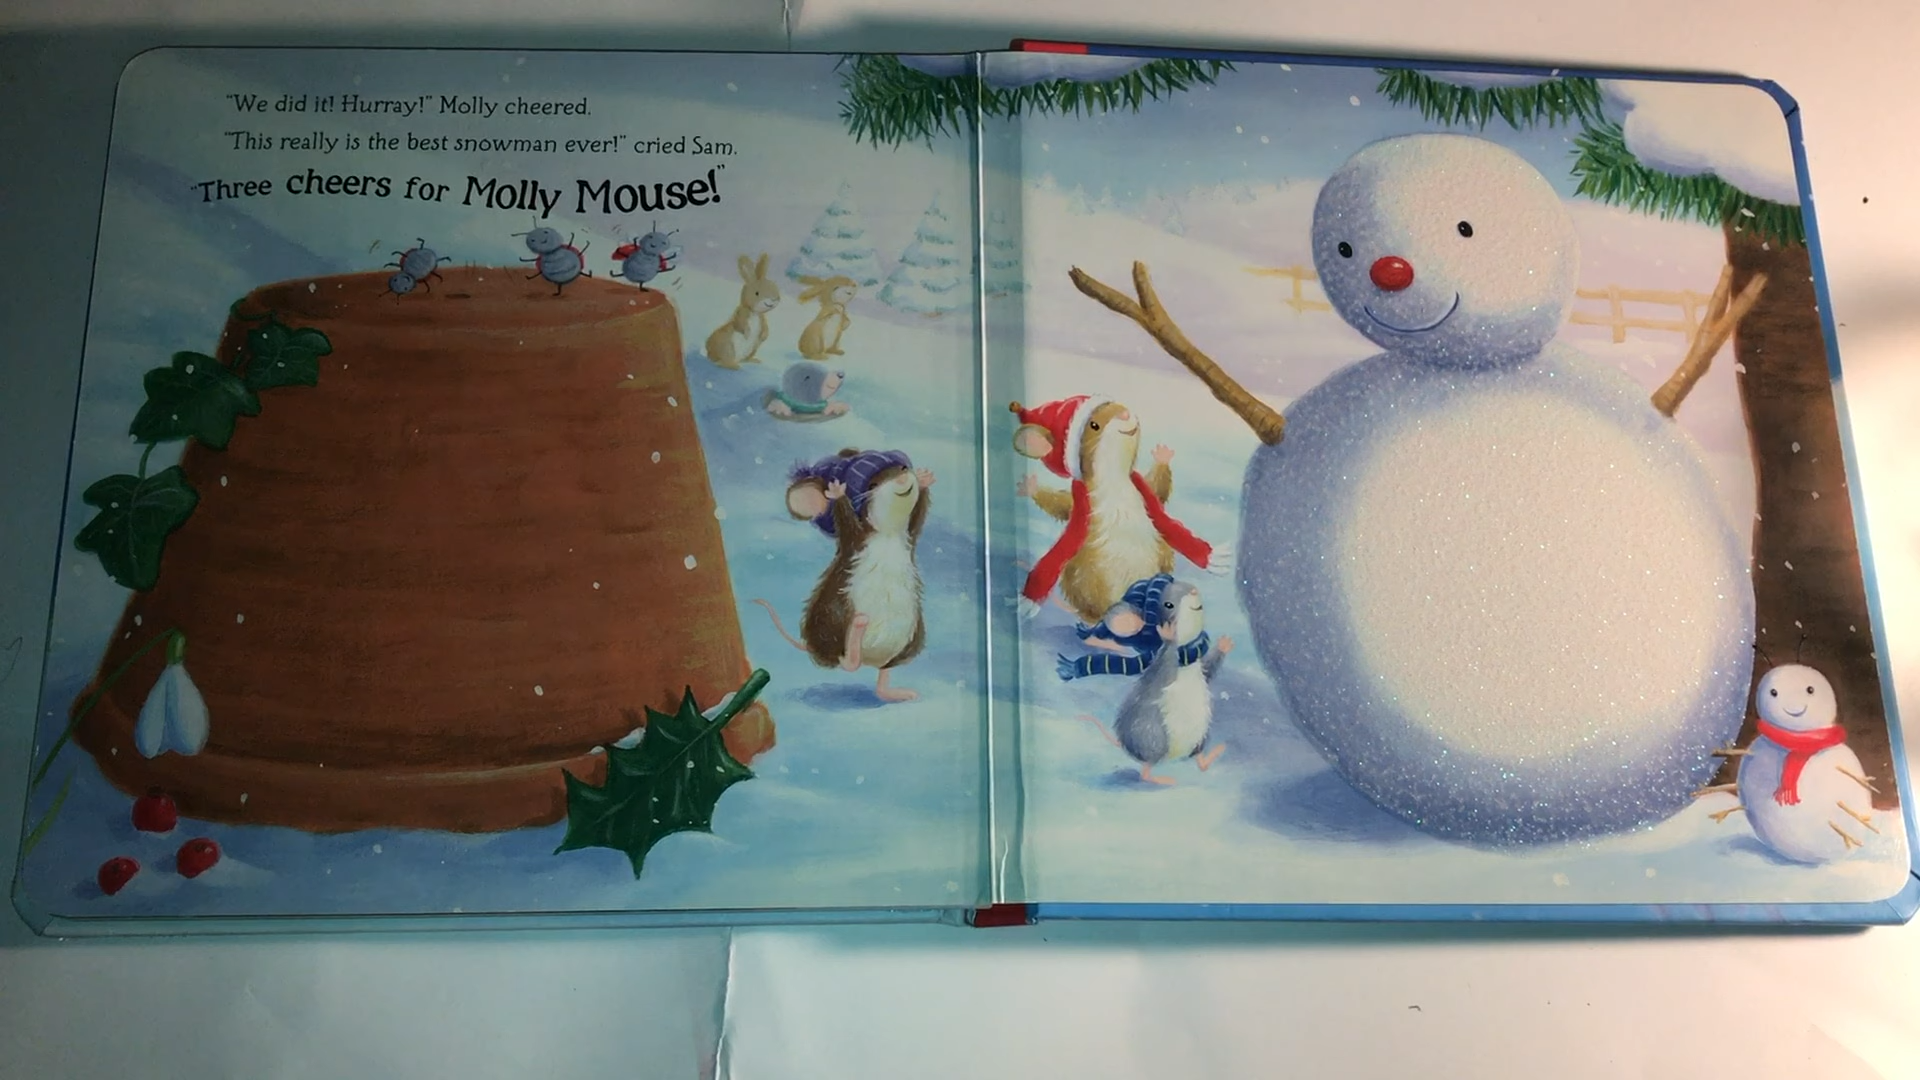 "We did it! Hurray!" Molly cheered.
"This really is the best snowman ever!" cried Sam.
"Three cheers for Molly Mouse!"